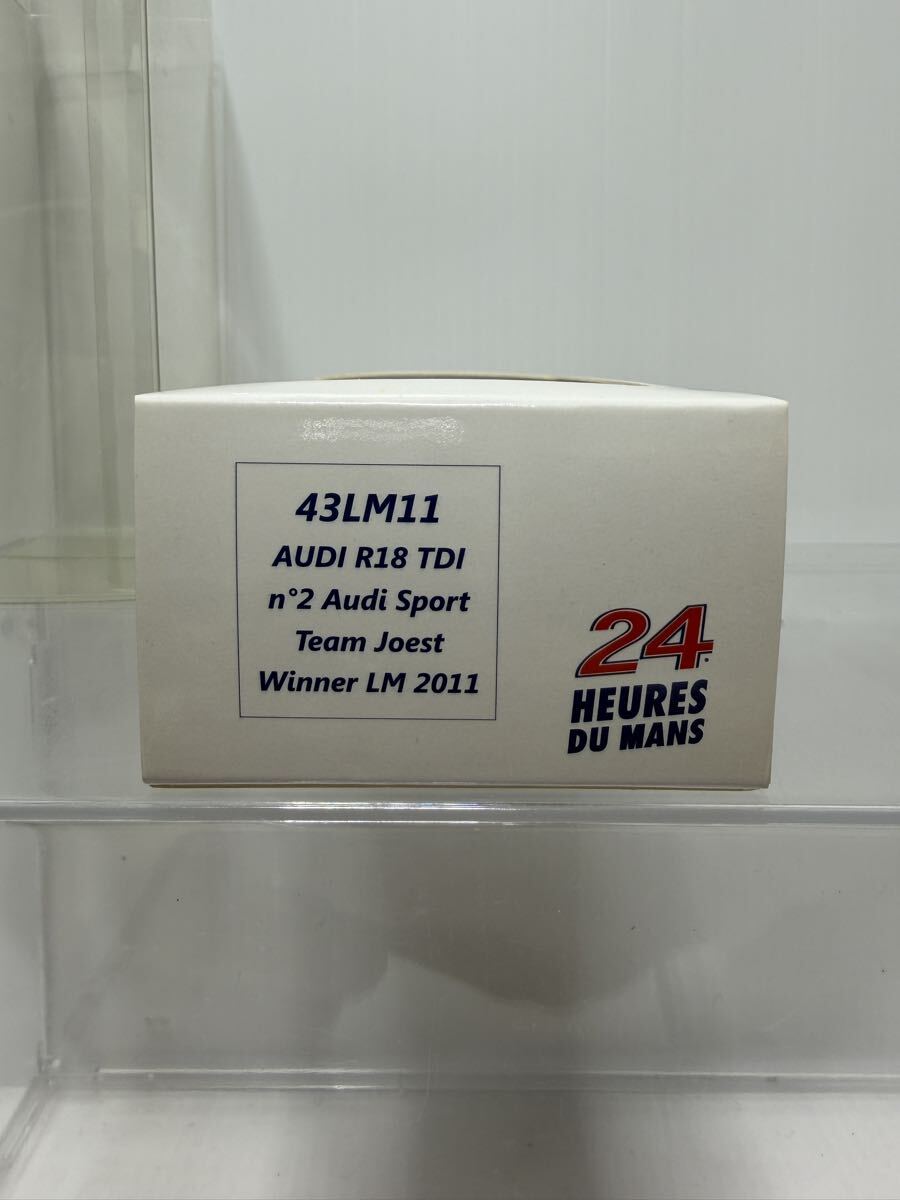 43LM11
AUDI R18 TDI
n°2 Audi Sport
Team Joest
Winner LM 2011
24
HEURES
DU MANS